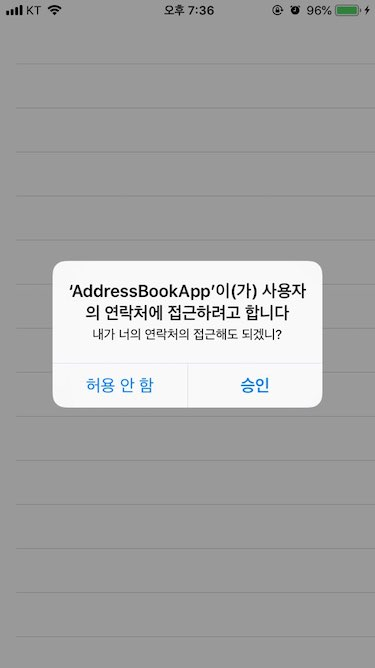 KT 오후 7:36 96%
‘AddressBookApp’이(가) 사용자
의 연락처에 접근하려고 합니다
내가 너의 연락처의 접근해도 되겠니?
허용 안 함 승인